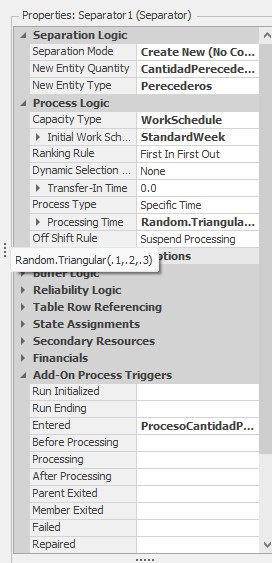 Properties: Separator1 (Separator)
Separation Logic
Separation Mode Create New (No Co...
New Entity Quantity CantidadPerecede...
New Entity Type Perecederos
Process Logic
Capacity Type WorkSchedule
Initial Work Sch... StandardWeek
Ranking Rule First In First Out
Dynamic Selection ... None
Transfer-In Time 0.0
Process Type Specific Time
Processing Time Random.Triangula...
Off Shift Rule Suspend Processing
Random.Triangular(.1,.2,.3) ptions
Buffer Logic
Reliability Logic
Table Row Referencing
State Assignments
Secondary Resources
Financials
Add-On Process Triggers
Run Initialized
Run Ending
Entered ProcesoCantidadP...
Before Processing
Processing
After Processing
Parent Exited
Member Exited
Failed
Repaired